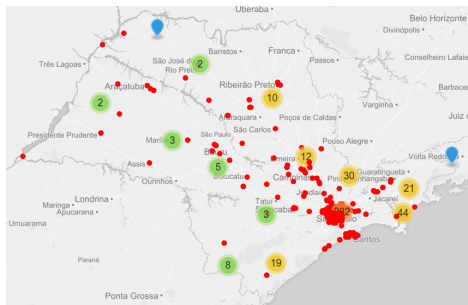 Uberaba
Belo Horizonte
Divinópolis
Barretos
São José do
Rio Preto
2
Franca
Conselheiro Lafaiete
Passos
Três Lagoas
Araçatuba
Ribeirão Preto
10
2
Barbacena
Varginha
Araraquara
Poços de Caldas
Juiz d
São Carlos
Presidente Prudente
São Paulo
3
Pouso Alegre
12
Volta Redonda
Assis
5
Botucatu
30
Guaratinguetá
21
Ourinhos
Campinas
Jundiaí
Jacareí
Tatuí
44
Londrina
Maringá
Apucarana
3
Umuarama
Santos
Paraná
8
19
Ponta Grossa